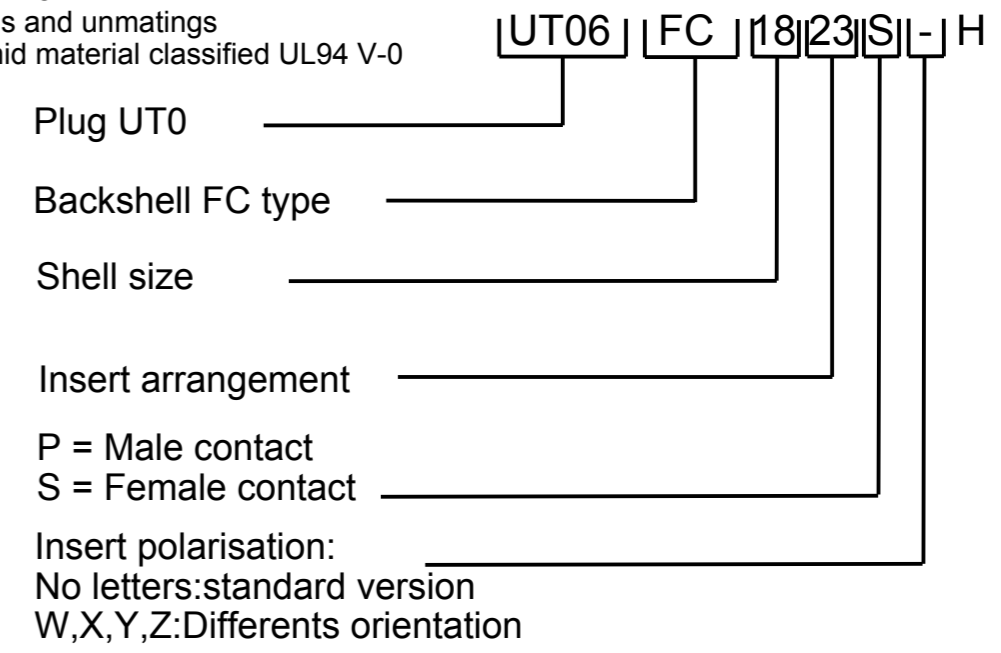 s and unmatings
material classified UL94 V-0
UT06 FC 18 23 S - H
Plug UT0
Backshell FC type
Shell size
Insert arrangement
P = Male contact
S = Female contact
Insert polarisation:
No letters:standard version
W,X,Y,Z:Differents orientation